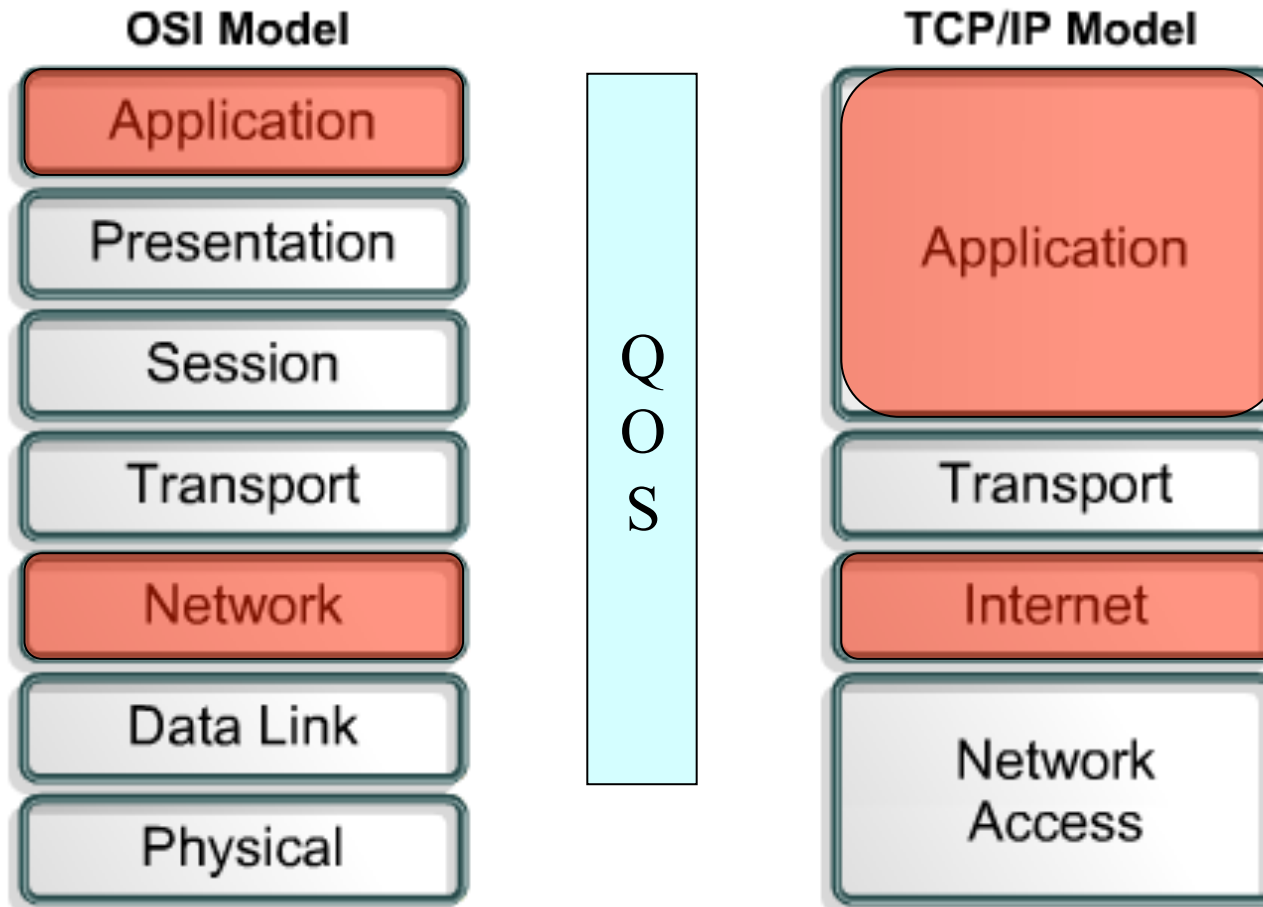 OSI Model
Application
Presentation
Session
Transport
Network
Data Link
Physical
Q
O
S
TCP/IP Model
Application
Transport
Internet
Network
Access